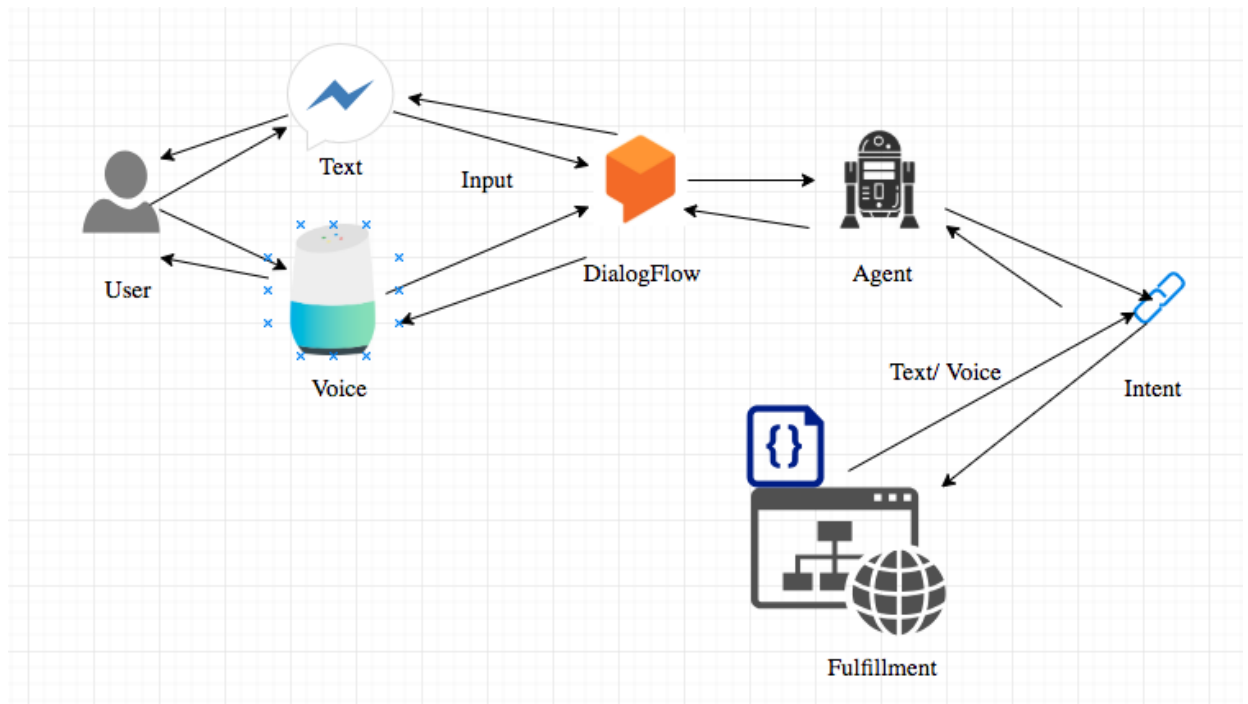 Text
Input
User
DialogFlow
Agent
Voice
Text/ Voice
Intent
{}
Fulfillment